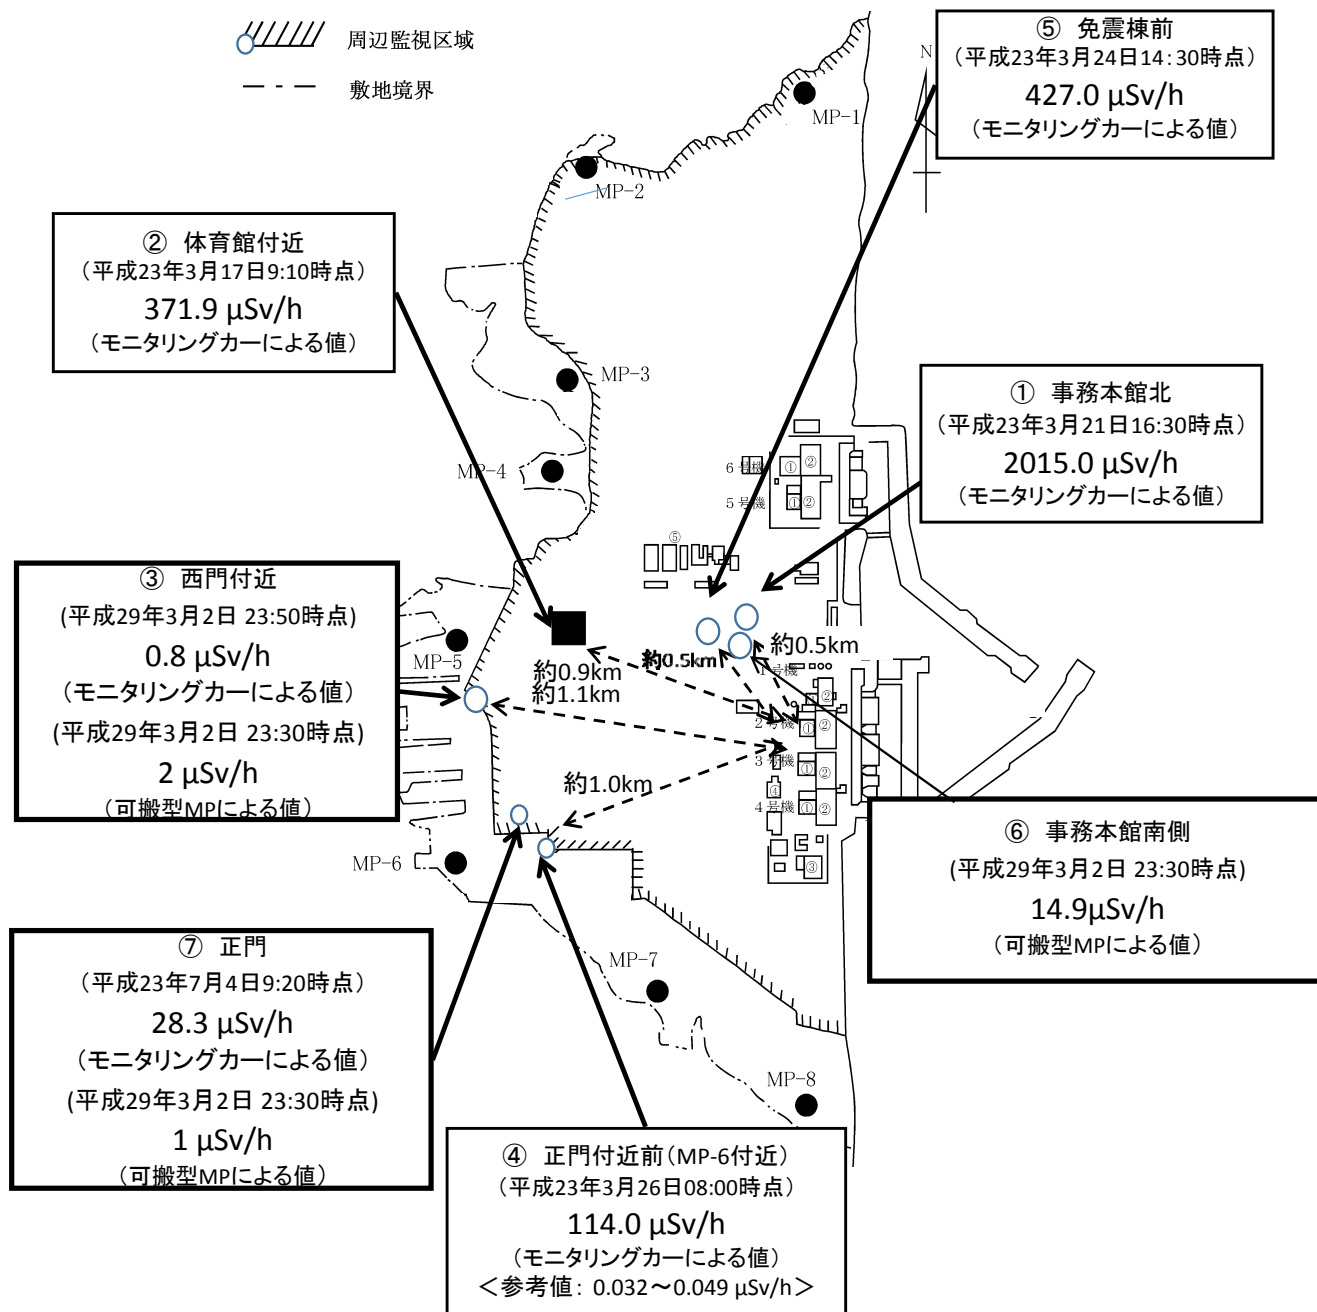 周辺監視区域
敷地境界
⑤ 免震棟前
（平成23年3月24日14：30時点）
427.0 μSv/h
（モニタリングカーによる値）
N
MP-1
MP-2
② 体育館付近
（平成23年3月17日9:10時点）
371.9 μSv/h
（モニタリングカーによる値）
MP-3
① 事務本館北
（平成23年3月21日16:30時点）
2015.0 μSv/h
（モニタリングカーによる値）
MP-4
6号機
①
②
5号機
①
②
⑤
③ 西門付近
(平成29年3月2日 23:50時点)
0.8 μSv/h
（モニタリングカーによる値）
(平成29年3月2日 23:30時点)
2 μSv/h
（可搬型MPによる値）
MP-5
約0.9km
約1.1km
約0.5km
約0.5km
1号機
②
2号機
①
②
3号機
①
②
④
4号機
①
②
③
約1.0km
MP-6
⑥ 事務本館南側
(平成29年3月2日 23:30時点)
14.9μSv/h
（可搬型MPによる値）
⑦ 正門
（平成23年7月4日9:20時点）
28.3 μSv/h
（モニタリングカーによる値）
(平成29年3月2日 23:30時点)
1 μSv/h
（可搬型MPによる値）
MP-7
MP-8
④ 正門付近前（MP-6付近）
（平成23年3月26日08:00時点）
114.0 μSv/h
（モニタリングカーによる値）
＜参考値： 0.032～0.049 μSv/h＞